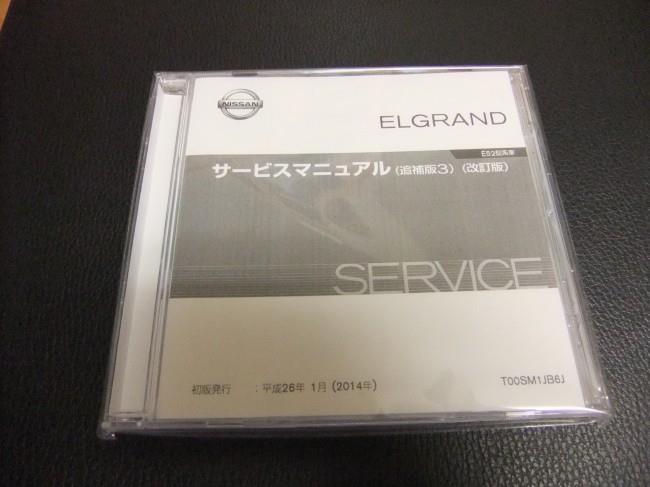 NISSAN
ELGRAND
E52型系車
サービスマニュアル(追補版3)(改訂版)
SERVICE
初版発行 :平成26年 1月 (2014年)
T00SM1JB6J